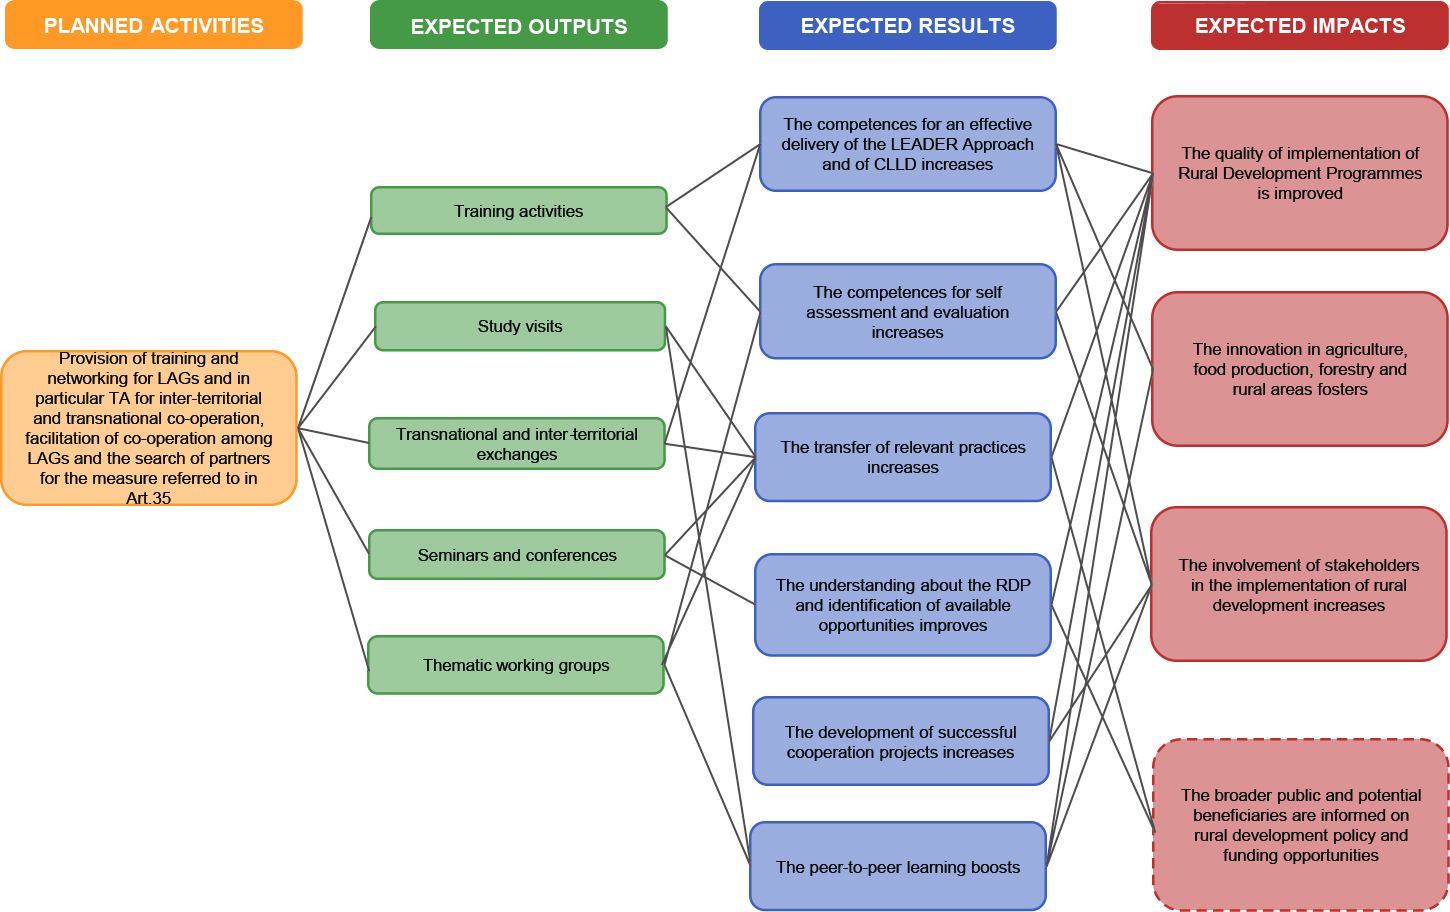 PLANNED ACTIVITIES
EXPECTED OUTPUTS
EXPECTED RESULTS
EXPECTED IMPACTS
Provision of training and
networking for LAGs and in
particular TA for inter-territorial
and transnational co-operation,
facilitation of co-operation among
LAGs and the search of partners
for the measure referred to in
Art.35
Training activities
Study visits
Transnational and inter-territorial
exchanges
Seminars and conferences
Thematic working groups
The competences for an effective
delivery of the LEADER Approach
and of CLLD increases
The competences for self
assessment and evaluation
increases
The transfer of relevant practices
increases
The understanding about the RDP
and identification of available
opportunities improves
The development of successful
cooperation projects increases
The peer-to-peer learning boosts
The quality of implementation of
Rural Development Programmes
is improved
The innovation in agriculture,
food production, forestry and
rural areas fosters
The involvement of stakeholders
in the implementation of rural
development increases
The broader public and potential
beneficiaries are informed on
rural development policy and
funding opportunities